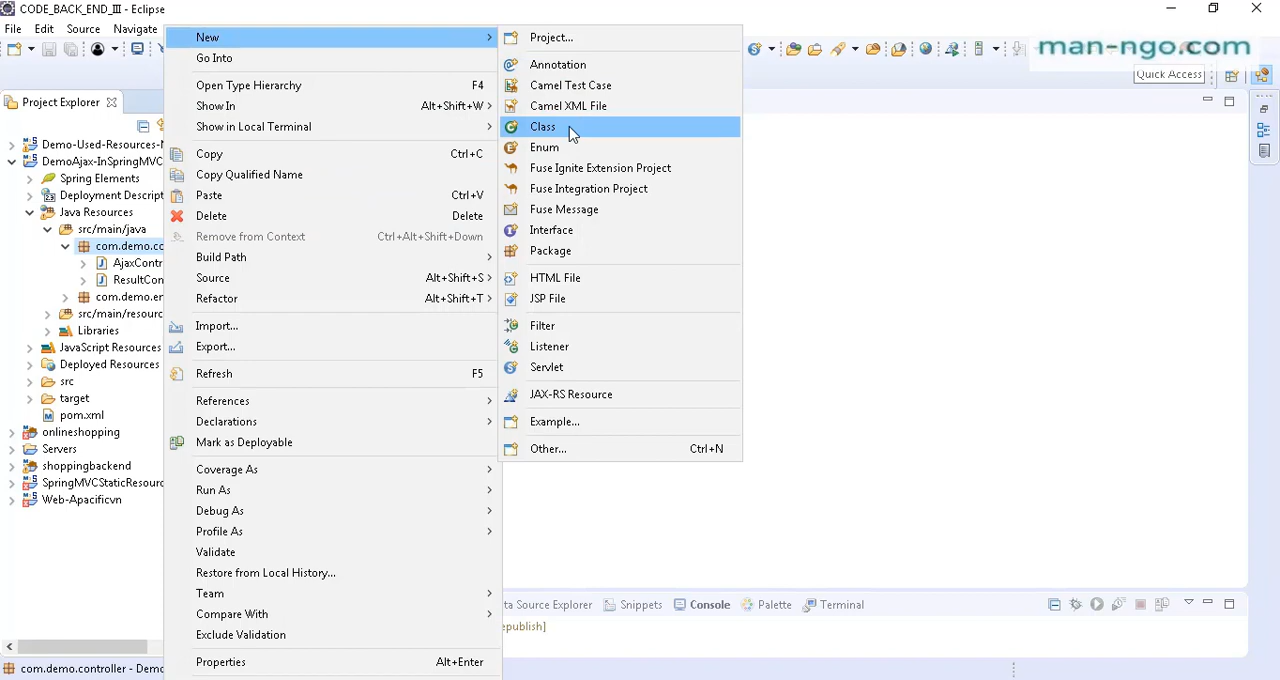 CODE_BACK_END_III - Eclipse
File Edit Source Navigate
man-ngo.com
Quick Access
Project Explorer
Demo-Used-Resources-
DemoAjax-InSpringMVC
Spring Elements
Deployment Descript
Java Resources
src/main/java
com.demo.co
AjaxContr
ResultCon
com.demo.en
src/main/resourc
Libraries
JavaScript Resources
Deployed Resources
src
target
pom.xml
onlineshopping
Servers
shoppingbackend
SpringMVCStaticResour
Web-Apacificvn
New
Go Into
Open Type Hierarchy F4
Show In Alt+Shift+W
Show in Local Terminal
Copy Ctrl+C
Copy Qualified Name
Paste Ctrl+V
Delete Delete
Remove from Context Ctrl+Alt+Shift+Down
Build Path
Source Alt+Shift+S
Refactor Alt+Shift+T
Import...
Export...
Refresh F5
References
Declarations
Mark as Deployable
Coverage As
Run As
Debug As
Profile As
Validate
Restore from Local History...
Team
Compare With
Exclude Validation
Properties Alt+Enter
Project...
Annotation
Camel Test Case
Camel XML File
Class
Enum
Fuse Ignite Extension Project
Fuse Integration Project
Fuse Message
Interface
Package
HTML File
JSP File
Filter
Listener
Servlet
JAX-RS Resource
Example...
Other... Ctrl+N
ta Source Explorer Snippets Console Palette Terminal
epublish]
com.demo.controller - Demo